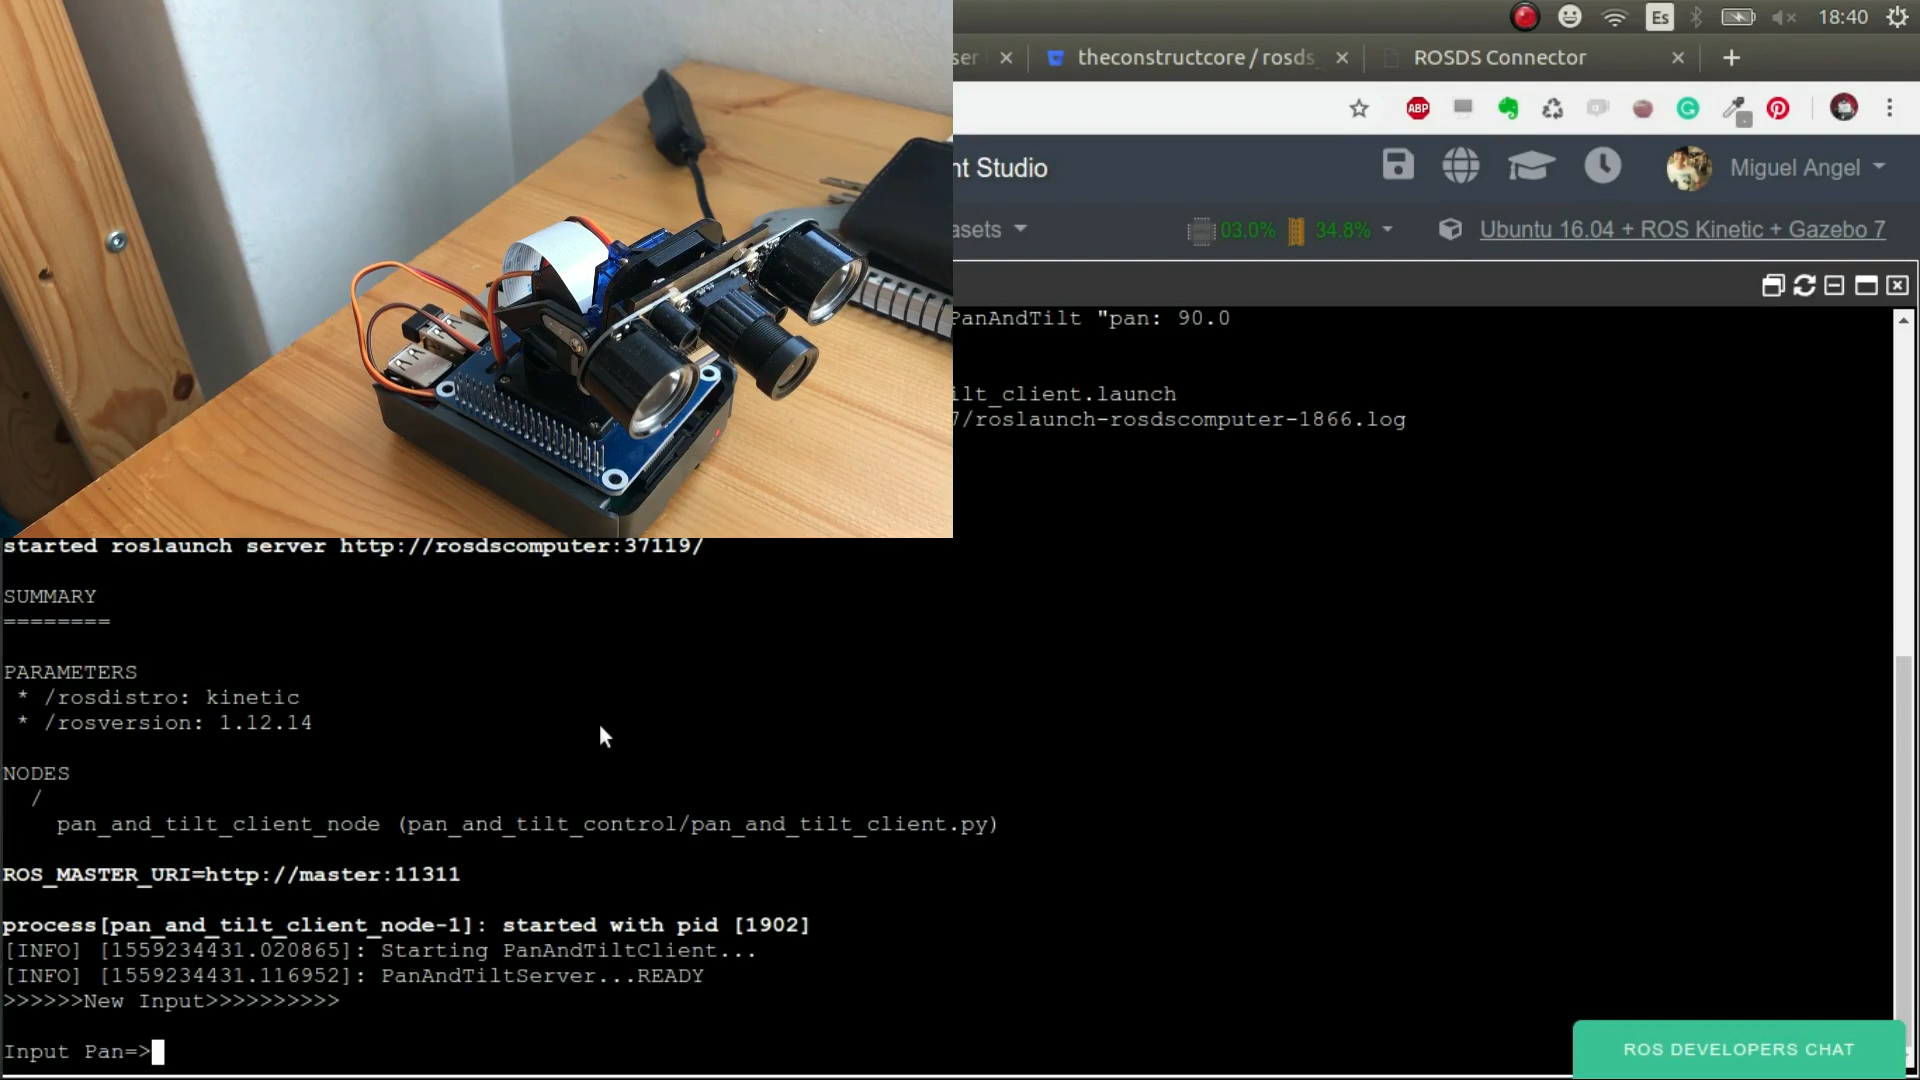 Es
18:40
ser
theconstructcore / rosds_
ROSDS Connector
ABP
nt Studio
Miguel Angel
asets
03.0%
34.8%
Ubuntu 16.04 + ROS Kinetic + Gazebo 7
PanAndTilt "pan: 90.0
ilt_client.launch
7/roslaunch-rosdscomputer-1866.log
started roslaunch server http://rosdscomputer:37119/
SUMMARY
========
PARAMETERS
* /rosdistro: kinetic
* /rosversion: 1.12.14
NODES
/
pan_and_tilt_client_node (pan_and_tilt_control/pan_and_tilt_client.py)
ROS_MASTER_URI=http://master:11311
process[pan_and_tilt_client_node-1]: started with pid [1902]
[INFO] [1559234431.020865]: Starting PanAndTiltClient...
[INFO] [1559234431.116952]: PanAndTiltServer...READY
>>>>>>New Input>>>>>>>>>>
Input Pan=>
ROS DEVELOPERS CHAT